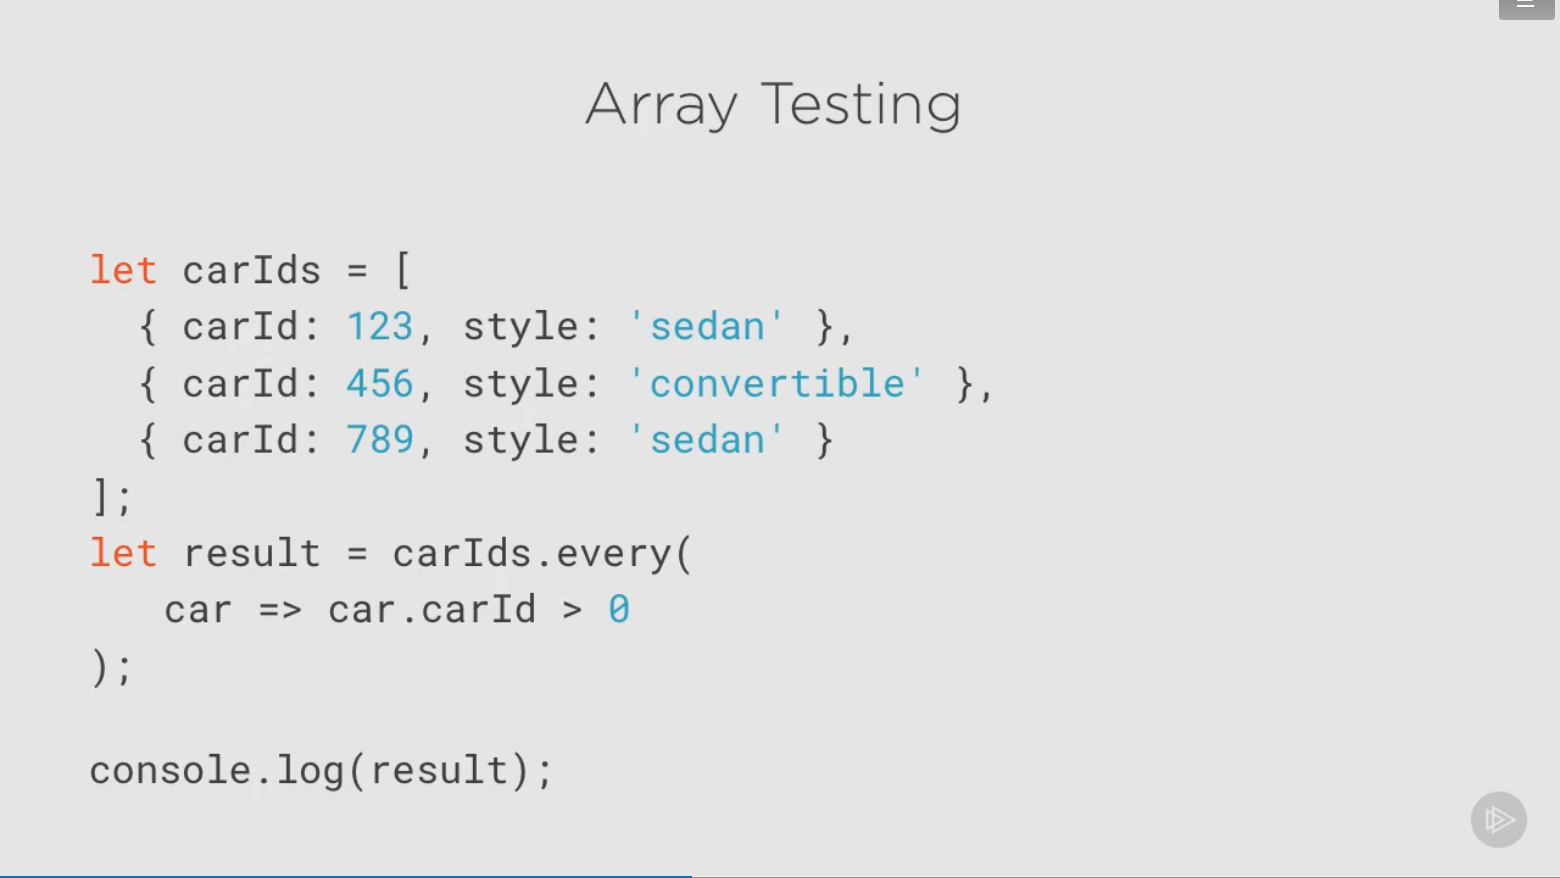 Array Testing
let carIds = [
  { carId: 123, style: 'sedan' },
  { carId: 456, style: 'convertible' },
  { carId: 789, style: 'sedan' }
];
let result = carIds.every(
   car => car.carId > 0
);
console.log(result);